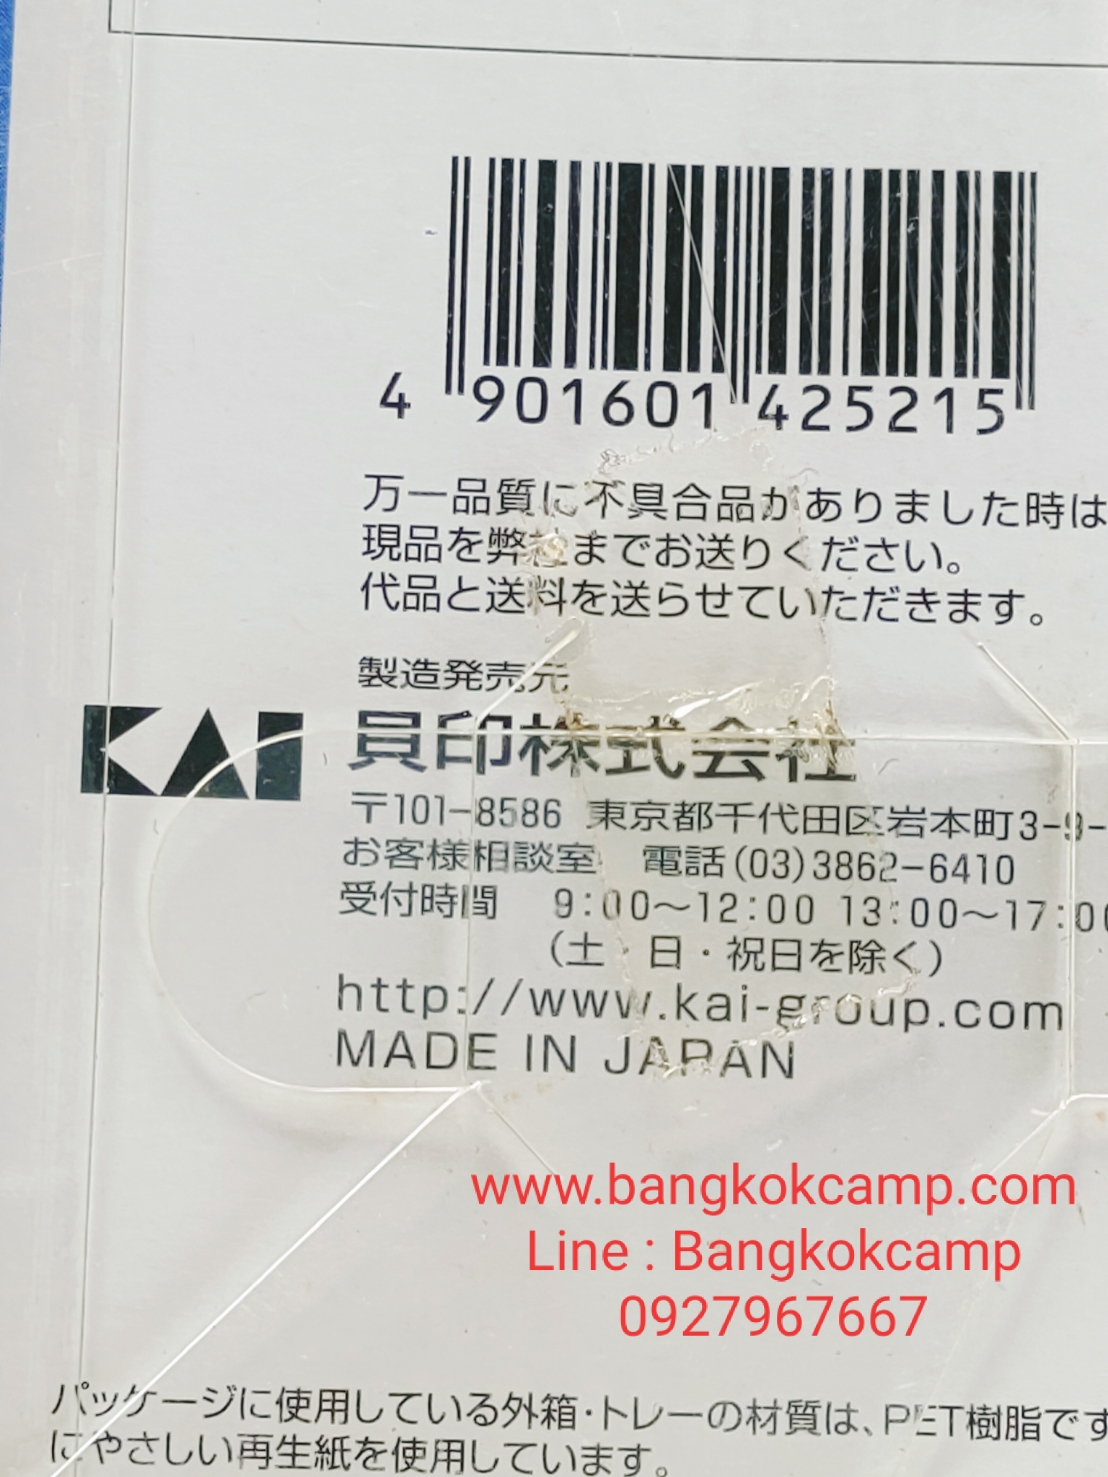 4 901601 425215
万一品質に不具合品がありました時は
現品を弊社までお送りください。
代品と送料を送らせていただきます。
製造発売元
KAI 貝印株式会社
〒101-8586 東京都千代田区岩本町3-9-
お客様相談室 電話(03)3862-6410
受付時間 9:00〜12:00 13:00〜17:00
(土・日・祝日を除く)
http://www.kai-group.com
MADE IN JAPAN
www.bangkokcamp.com
Line : Bangkokcamp
0927967667
パッケージに使用している外箱・トレーの材質は、PET樹脂です
にやさしい再生紙を使用しています。